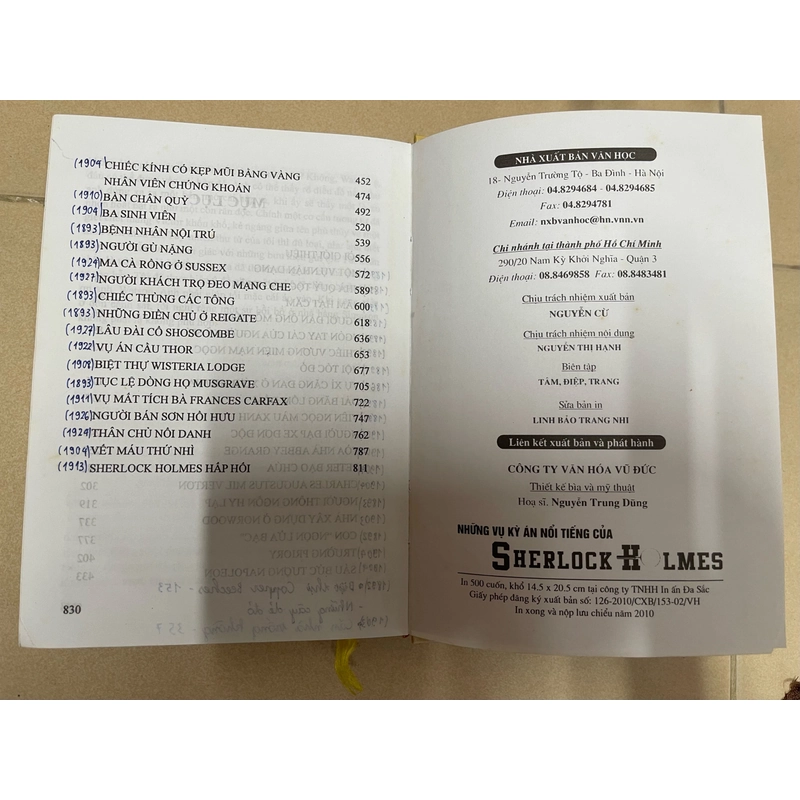 (1904) CHIẾC KÍNH CÓ KẸP MŨI BẰNG VÀNG 452
NHÂN VIÊN CHỨNG KHOÁN
(1910) BÀN CHÂN QUỶ 474
(1904) BA SINH VIÊN 492
(1893) BỆNH NHÂN NỘI TRÚ 520
(1893) NGƯỜI GÙ NẶNG 539
(1924) MA CÀ RỒNG Ở SUSSEX 556
(1927) NGƯỜI KHÁCH TRỌ ĐEO MẠNG CHE 589
(1893) CHIẾC THÙNG CÁC TÔNG 600
(1893) NHỮNG ĐIỀN CHỦ Ở REIGATE 618
(1927) LÂU ĐÀI CỔ SHOSCOMBE 636
(1922) VỤ ÁN CẦU THOR 653
(1908) BIỆT THỰ WISTERIA LODGE 677
(1893) TỤC LỆ DÒNG HỌ MUSGRAVE 705
(1911) VỤ MẤT TÍCH BÀ FRANCES CARFAX 722
(1926) NGƯỜI BÁN SƠN HỒI HƯU 747
(1924) THÂN CHỦ NỔI DANH 762
(1904) VẾT MÁU THỨ NHÌ 787
(1913) SHERLOCK HOLMES HẤP HỐI 811
830
NHÀ XUẤT BẢN VĂN HỌC
18- Nguyễn Trường Tộ - Ba Đình - Hà Nội
Điện thoại: 04.8294684 - 04.8294685
Fax: 04.8294781
Email: nxbvanhoc@hn.vnn.vn
Chi nhánh tại thành phố Hồ Chí Minh
290/20 Nam Kỳ Khởi Nghĩa - Quận 3
Điện thoại: 08.8469858 Fax: 08.8483481
Chịu trách nhiệm xuất bản
NGUYỄN CỪ
Chịu trách nhiệm nội dung
NGUYỄN THỊ HẠNH
Biên tập
TÂM, ĐIỆP, TRANG
Sửa bản in
LINH BẢO TRANG NHI
Liên kết xuất bản và phát hành
CÔNG TY VĂN HÓA VŨ ĐỨC
Thiết kế bìa và mỹ thuật
Hoạ sĩ. Nguyễn Trung Dũng
NHỮNG VỤ KỲ ÁN NỔI TIẾNG CỦA
SHERLOCK HOLMES
In 500 cuốn, khổ 14.5 x 20.5 cm tại công ty TNHH In ấn Đa Sắc
Giấy phép đăng ký xuất bản số: 126-2010/CXB/153-02/VH
In xong và nộp lưu chiểu năm 2010